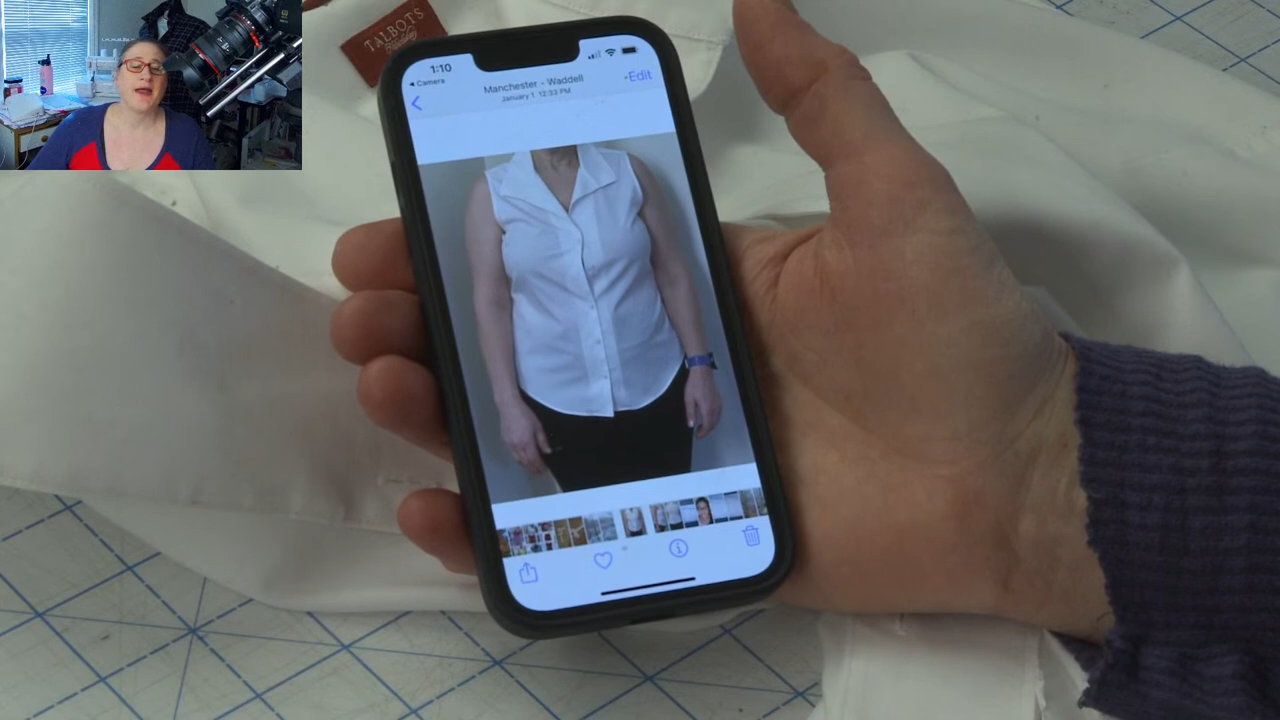 TALBOTS
1:10
Camera
Manchester - Waddell
January 1 12:33 PM
Edit